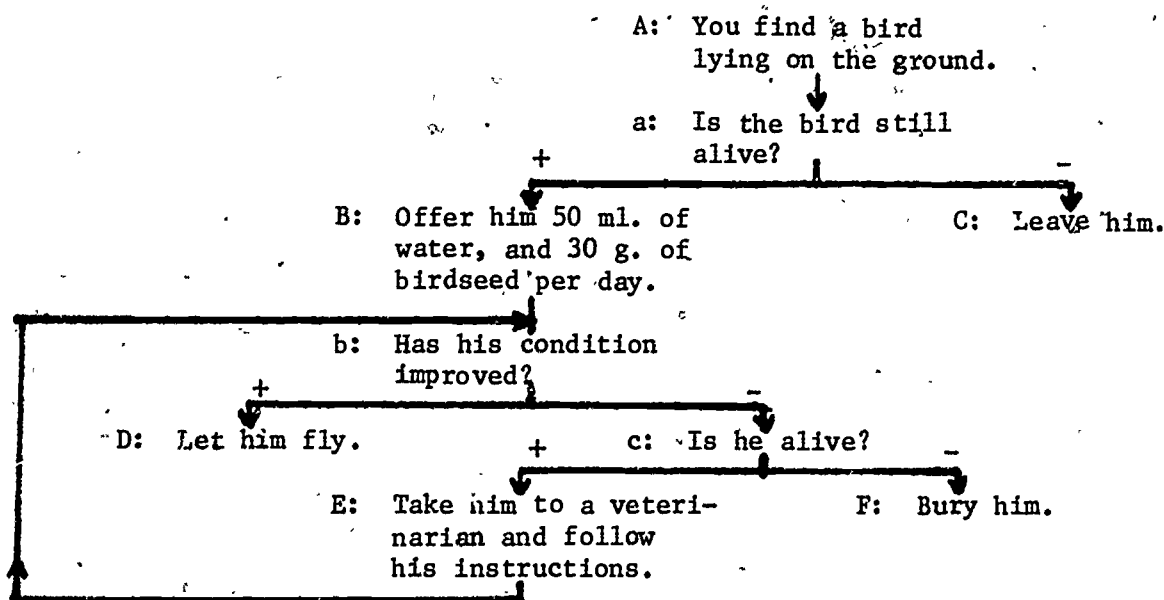 A: You find a bird
lying on the ground.
a: Is the bird still
alive?
+ -
B: Offer him 50 ml. of
water, and 30 g. of
birdseed per day.
C: Leave him.
b: Has his condition
improved?
+ -
D: Let him fly.
c: Is he alive?
+ -
E: Take him to a veteri-
narian and follow
his instructions.
F: Bury him.